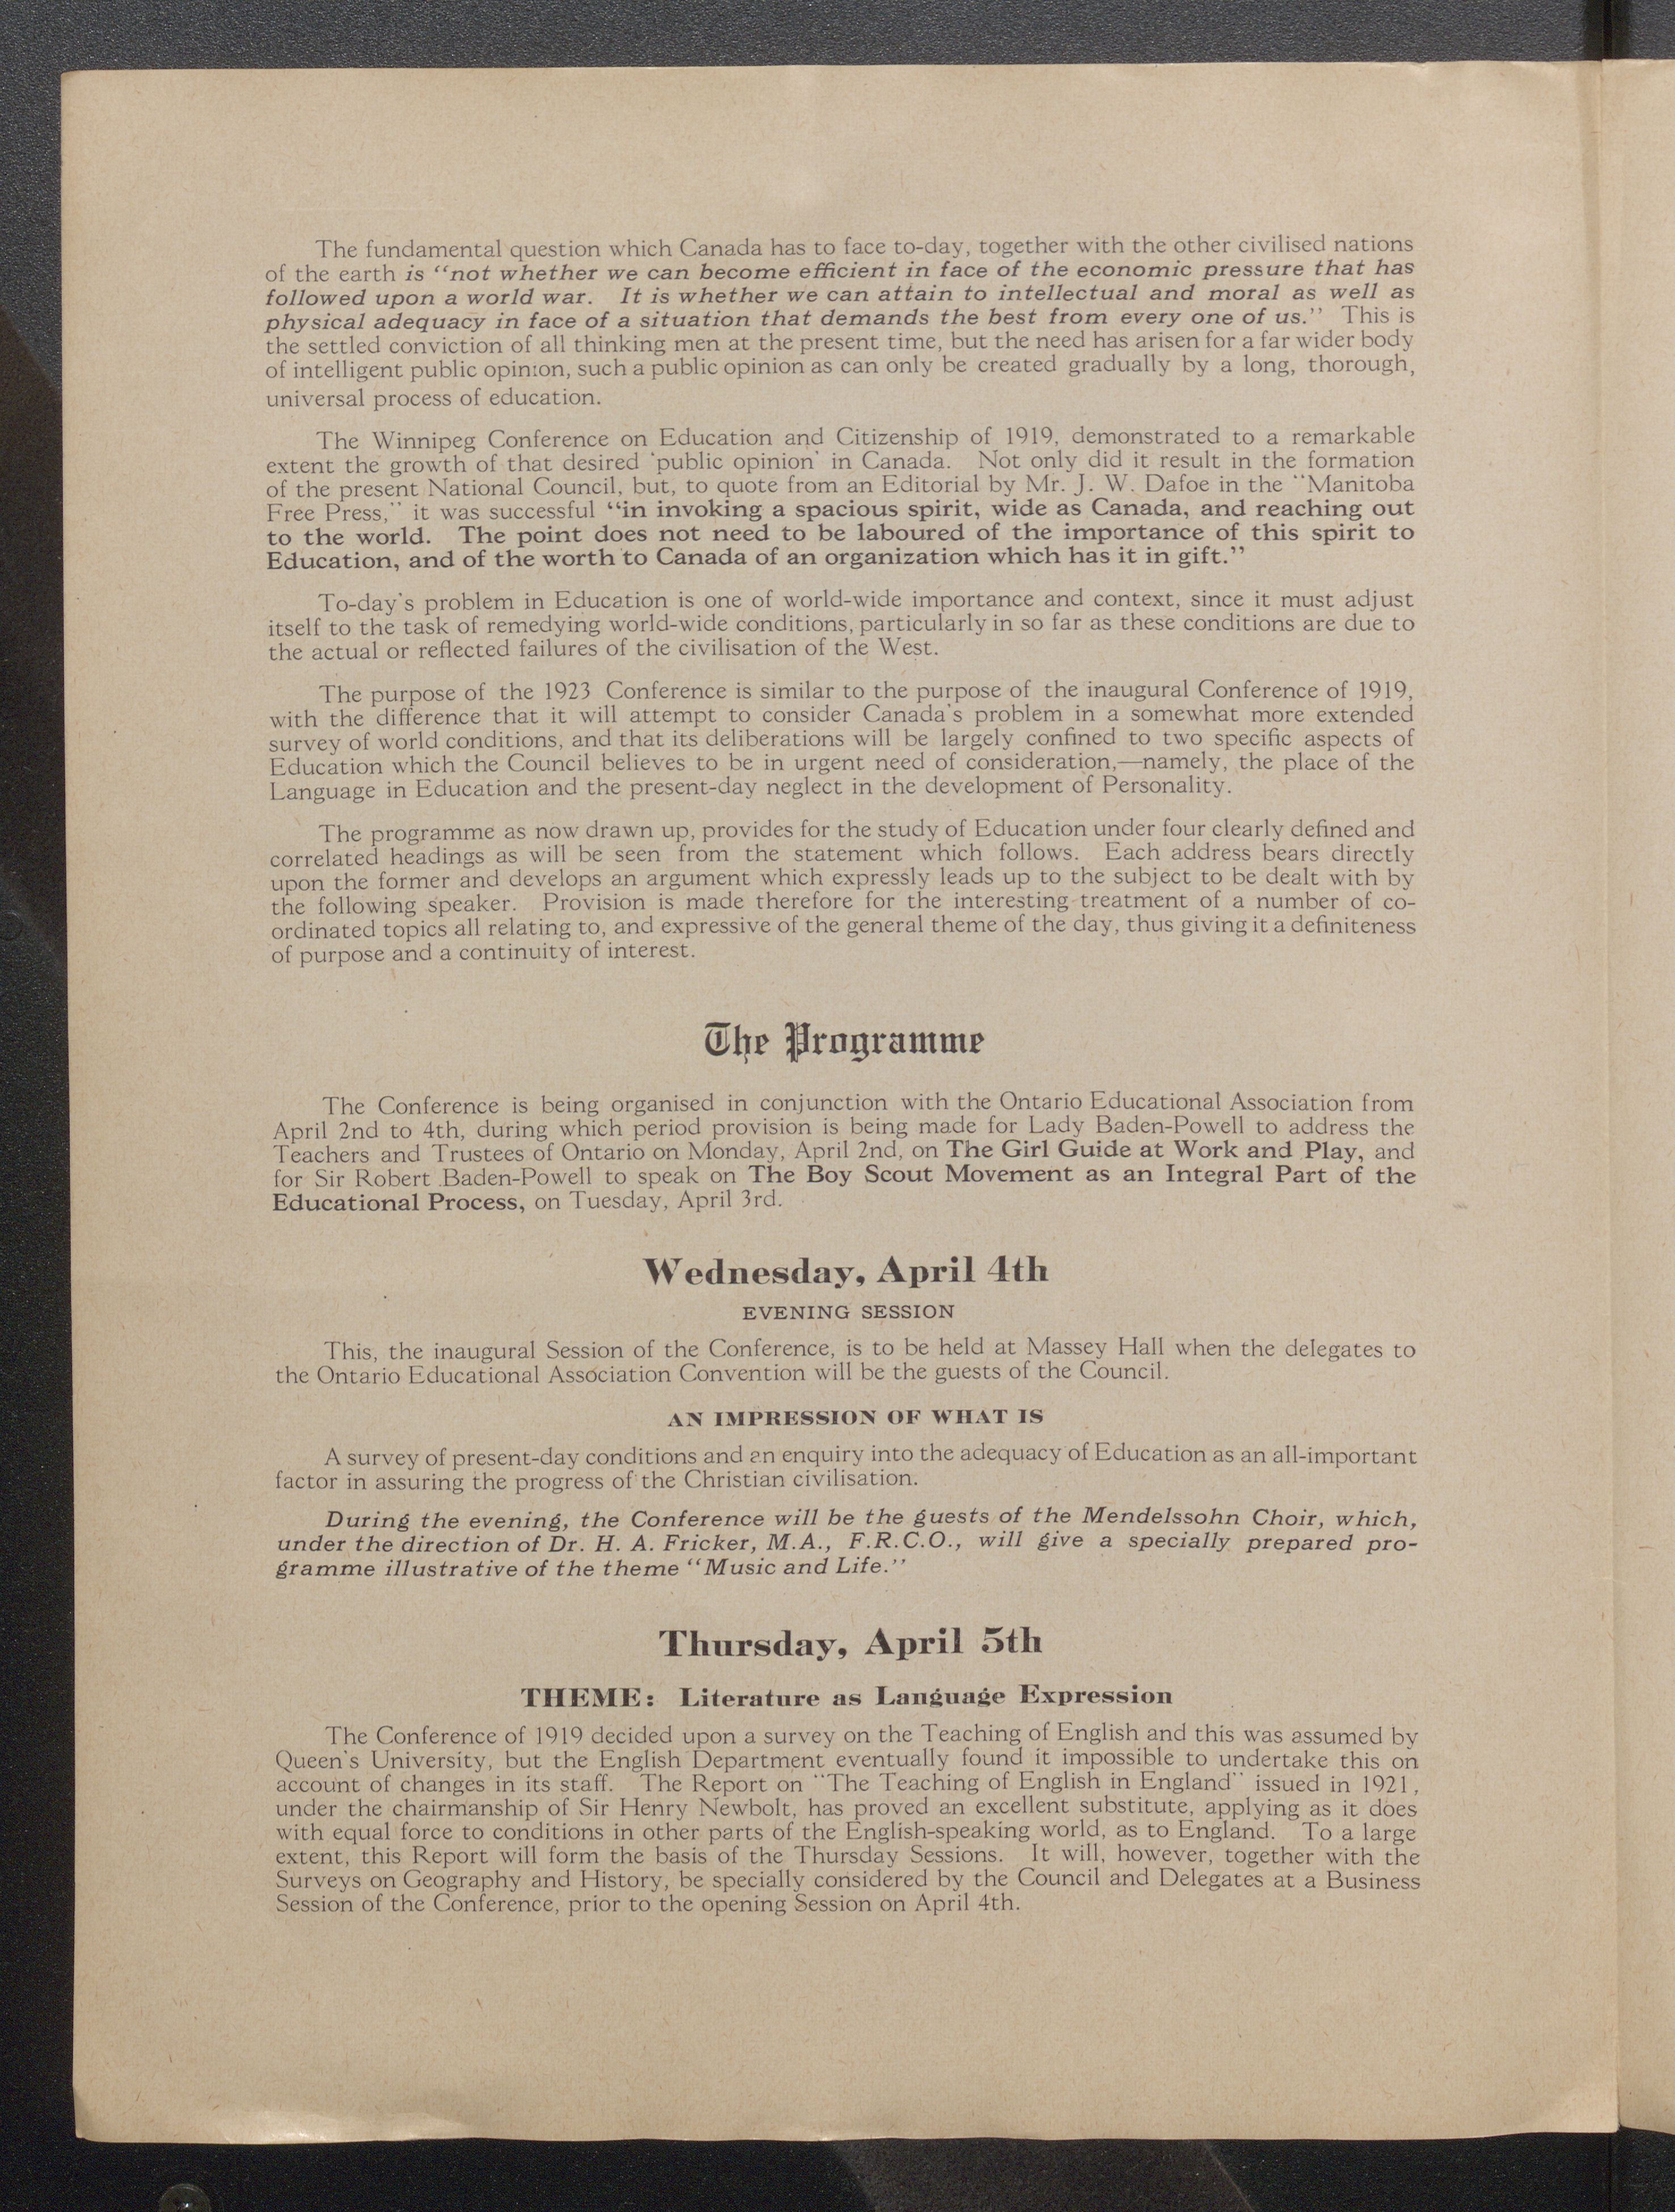 The fundamental question which Canada has to face to-day, together with the other civilised nations
of the earth is “not whether we can become efficient in face of the economic pressure that has
followed upon a world war. It is whether we can attain to intellectual and moral as well as
physical adequacy in face of a situation that demands the best from every one of us.” This is
the settled conviction of all thinking men at the present time, but the need has arisen for a far wider body
of intelligent public opinion, such a public opinion as can only be created gradually by a long, thorough,
universal process of education.
The Winnipeg Conference on Education and Citizenship of 1919, demonstrated to a remarkable
extent the growth of that desired ‘public opinion’ in Canada. Not only did it result in the formation
of the present National Council, but, to quote from an Editorial by Mr. J. W. Dafoe in the “Manitoba
Free Press,” it was successful “in invoking a spacious spirit, wide as Canada, and reaching out
to the world. The point does not need to be laboured of the importance of this spirit to
Education, and of the worth to Canada of an organization which has it in gift.”
To-day's problem in Education is one of world-wide importance and context, since it must adjust
itself to the task of remedying world-wide conditions, particularly in so far as these conditions are due to
the actual or reflected failures of the civilisation of the West.
The purpose of the 1923 Conference is similar to the purpose of the inaugural Conference of 1919,
with the difference that it will attempt to consider Canada's problem in a somewhat more extended
survey of world conditions, and that its deliberations will be largely confined to two specific aspects of
Education which the Council believes to be in urgent need of consideration,—namely, the place of the
Language in Education and the present-day neglect in the development of Personality.
The programme as now drawn up, provides for the study of Education under four clearly defined and
correlated headings as will be seen from the statement which follows. Each address bears directly
upon the former and develops an argument which expressly leads up to the subject to be dealt with by
the following speaker. Provision is made therefore for the interesting treatment of a number of co-
ordinated topics all relating to, and expressive of the general theme of the day, thus giving it a definiteness
of purpose and a continuity of interest.
The Programme
The Conference is being organised in conjunction with the Ontario Educational Association from
April 2nd to 4th, during which period provision is being made for Lady Baden-Powell to address the
Teachers and Trustees of Ontario on Monday, April 2nd, on The Girl Guide at Work and Play, and
for Sir Robert Baden-Powell to speak on The Boy Scout Movement as an Integral Part of the
Educational Process, on Tuesday, April 3rd.
Wednesday, April 4th
EVENING SESSION
This, the inaugural Session of the Conference, is to be held at Massey Hall when the delegates to
the Ontario Educational Association Convention will be the guests of the Council.
AN IMPRESSION OF WHAT IS
A survey of present-day conditions and an enquiry into the adequacy of Education as an all-important
factor in assuring the progress of the Christian civilisation.
During the evening, the Conference will be the guests of the Mendelssohn Choir, which,
under the direction of Dr. H. A. Fricker, M.A., F.R.C.O., will give a specially prepared pro-
gramme illustrative of the theme “Music and Life.”
Thursday, April 5th
THEME: Literature as Language Expression
The Conference of 1919 decided upon a survey on the Teaching of English and this was assumed by
Queen's University, but the English Department eventually found it impossible to undertake this on
account of changes in its staff. The Report on “The Teaching of English in England” issued in 1921,
under the chairmanship of Sir Henry Newbolt, has proved an excellent substitute, applying as it does
with equal force to conditions in other parts of the English-speaking world, as to England. To a large
extent, this Report will form the basis of the Thursday Sessions. It will, however, together with the
Surveys on Geography and History, be specially considered by the Council and Delegates at a Business
Session of the Conference, prior to the opening Session on April 4th.